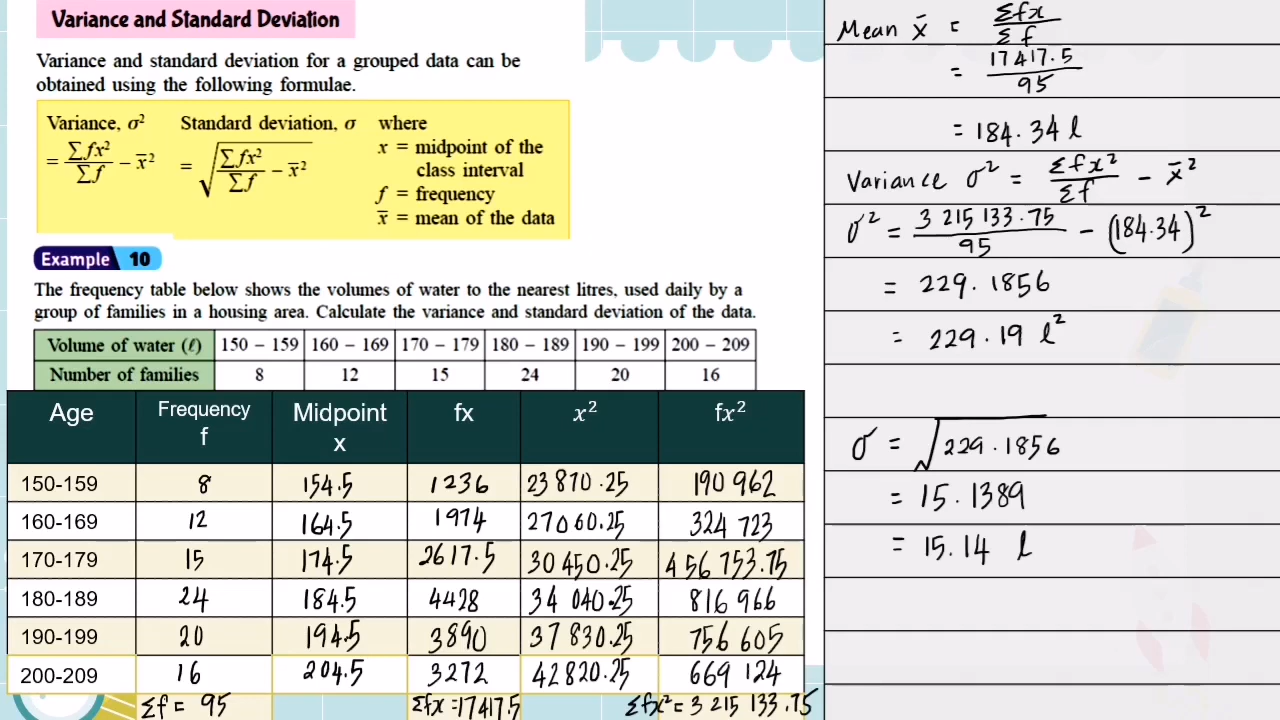 Variance and Standard Deviation
Variance and standard deviation for a grouped data can be
obtained using the following formulae.
Variance, σ² Standard deviation, σ where
= ∑fx²/∑f − x̄² = √(∑fx²/∑f − x̄²) x = midpoint of the
class interval
f = frequency
x̄ = mean of the data
Example 10
The frequency table below shows the volumes of water to the nearest litres, used daily by a
group of families in a housing area. Calculate the variance and standard deviation of the data.
Volume of water (ℓ) 150 – 159 160 – 169 170 – 179 180 – 189 190 – 199 200 – 209
Number of families 8 12 15 24 20 16
Age Frequency f Midpoint x fx x² fx²
150-159 8 154.5 1236 23 870.25 190 962
160-169 12 164.5 1974 27060.25 324 723
170-179 15 174.5 2617.5 30 450.25 456 753.75
180-189 24 184.5 4428 34 040.25 816 966
190-199 20 194.5 3890 37 830.25 756 605
200-209 16 204.5 3272 42820.25 669 124
Σf = 95 Σfx = 17417.5 Σfx² = 3 215 133.75
Mean x̄ = Σfx/Σf
= 17417.5/95
= 184.34 l
Variance σ² = Σfx²/Σf − x̄²
σ² = 3 215 133.75/95 − (184.34)²
= 229.1856
= 229.19 l²
σ = √229.1856
= 15.1389
= 15.14 l